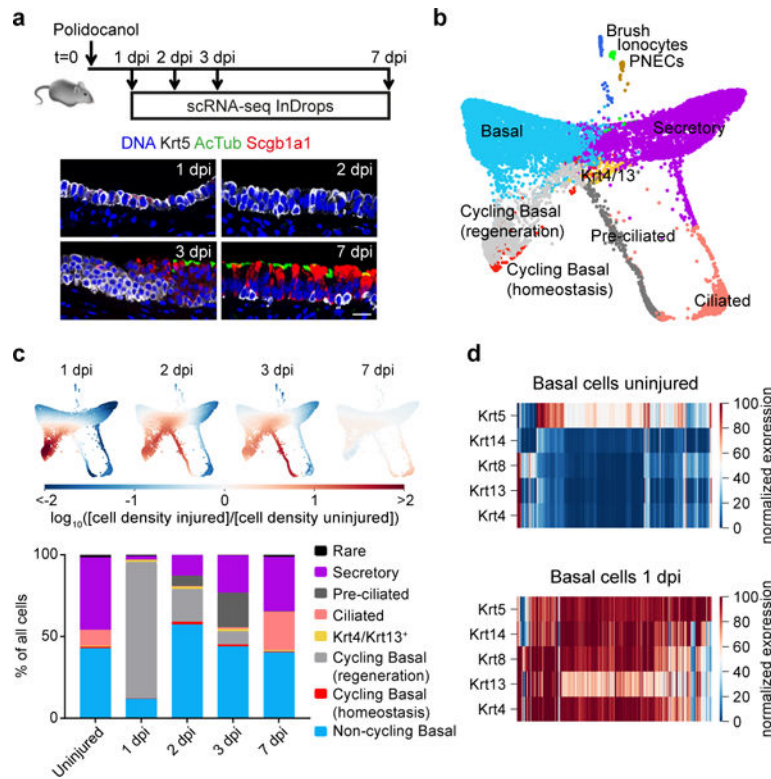 a
Polidocanol
t=0
1 dpi 2 dpi 3 dpi 7 dpi
scRNA-seq InDrops
DNA Krt5 AcTub Scgb1a1
1 dpi 2 dpi
3 dpi 7 dpi
b
Brush
Ionocytes
PNECs
Basal
Secretory
Krt4/13+
Cycling Basal
(regeneration)
Pre-ciliated
Cycling Basal
(homeostasis)
Ciliated
c
1 dpi 2 dpi 3 dpi 7 dpi
<-2 -1 0 1 >2
log10([cell density injured]/[cell density uninjured])
% of all cells
100
50
0
Uninjured
1 dpi
2 dpi
3 dpi
7 dpi
Rare
Secretory
Pre-ciliated
Ciliated
Krt4/Krt13+
Cycling Basal
(regeneration)
Cycling Basal
(homeostasis)
Non-cycling Basal
d
Basal cells uninjured
Krt5
Krt14
Krt8
Krt13
Krt4
100
80
60
40
20
0
normalized expression
Basal cells 1 dpi
Krt5
Krt14
Krt8
Krt13
Krt4
100
80
60
40
20
0
normalized expression